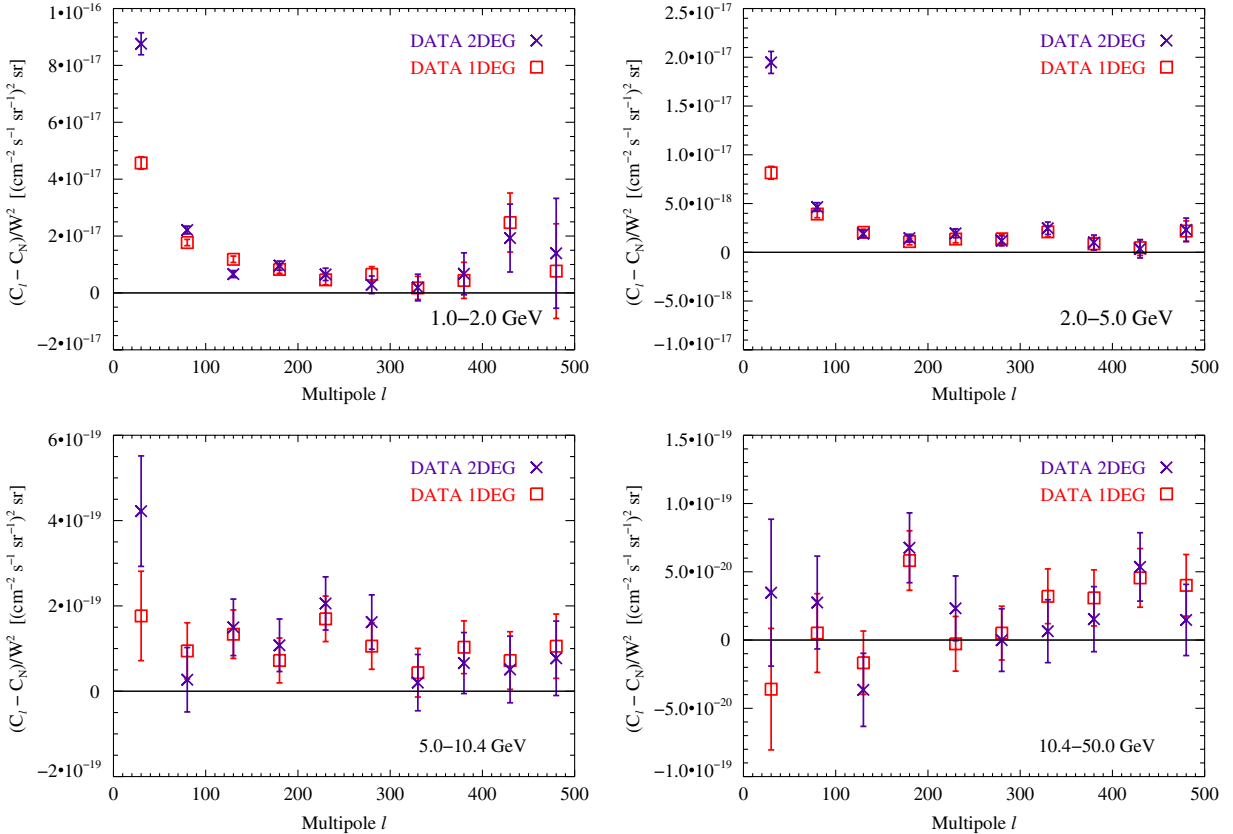 1•10⁻¹⁶
8•10⁻¹⁷
6•10⁻¹⁷
4•10⁻¹⁷
2•10⁻¹⁷
0
−2•10⁻¹⁷
(C_l − C_N)/W² [(cm⁻² s⁻¹ sr⁻¹)² sr]
DATA 2DEG
DATA 1DEG
1.0−2.0 GeV
0 100 200 300 400 500
Multipole l
2.5•10⁻¹⁷
2.0•10⁻¹⁷
1.5•10⁻¹⁷
1.0•10⁻¹⁷
5.0•10⁻¹⁸
0
−5.0•10⁻¹⁸
−1.0•10⁻¹⁷
(C_l − C_N)/W² [(cm⁻² s⁻¹ sr⁻¹)² sr]
DATA 2DEG
DATA 1DEG
2.0−5.0 GeV
0 100 200 300 400 500
Multipole l
6•10⁻¹⁹
4•10⁻¹⁹
2•10⁻¹⁹
0
−2•10⁻¹⁹
(C_l − C_N)/W² [(cm⁻² s⁻¹ sr⁻¹)² sr]
DATA 2DEG
DATA 1DEG
5.0−10.4 GeV
0 100 200 300 400 500
Multipole l
1.5•10⁻¹⁹
1.0•10⁻¹⁹
5.0•10⁻²⁰
0
−5.0•10⁻²⁰
−1.0•10⁻¹⁹
(C_l − C_N)/W² [(cm⁻² s⁻¹ sr⁻¹)² sr]
DATA 2DEG
DATA 1DEG
10.4−50.0 GeV
0 100 200 300 400 500
Multipole l